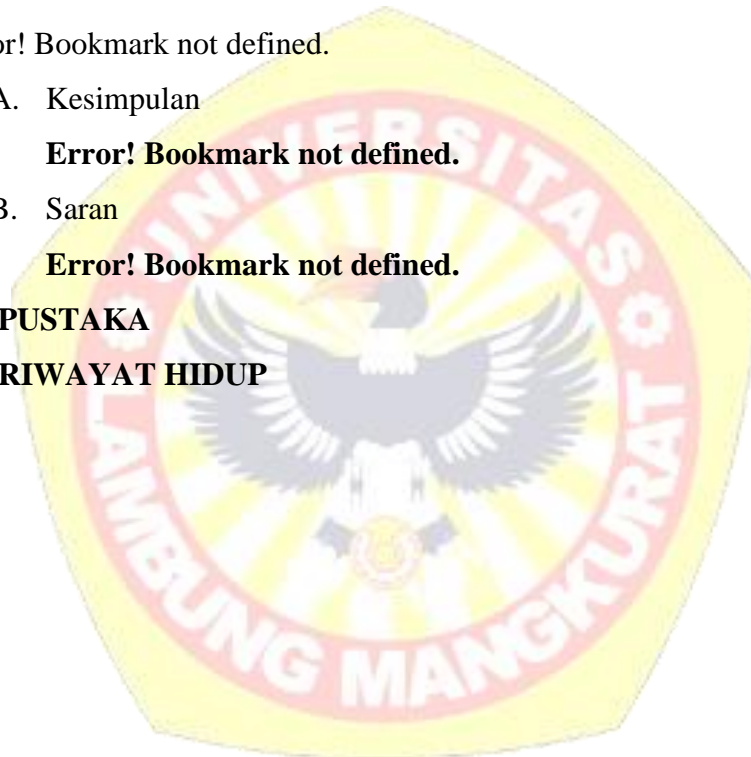 or! Bookmark not defined.
A. Kesimpulan
Error! Bookmark not defined.
B. Saran
Error! Bookmark not defined.
PUSTAKA
RIWAYAT HIDUP
UNIVERSITAS
LAMBUNG MANGKURAT